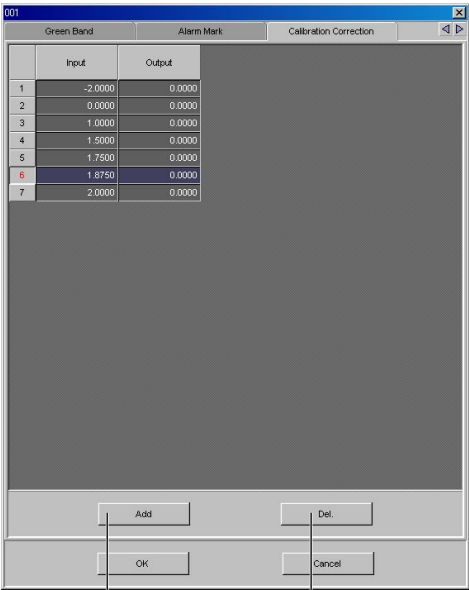 001
Green Band Alarm Mark Calibration Correction
Input Output
1 -2.0000 0.0000
2 0.0000 0.0000
3 1.0000 0.0000
4 1.5000 0.0000
5 1.7500 0.0000
6 1.8750 0.0000
7 2.0000 0.0000
Add Del.
OK Cancel